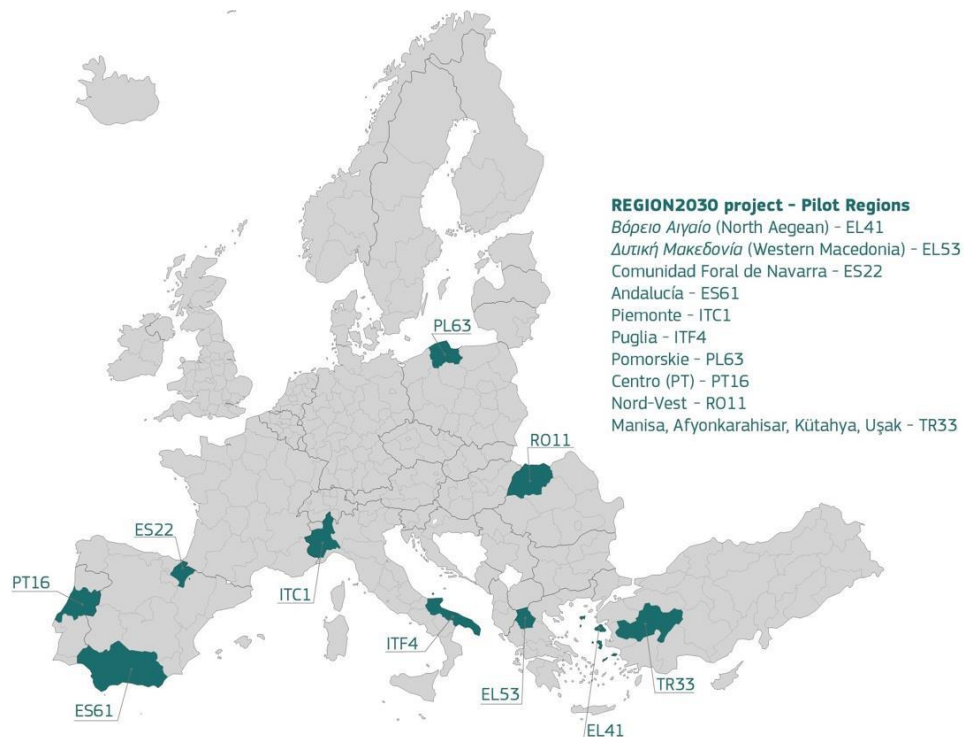 REGION2030 project - Pilot Regions
Βόρειο Αιγαίο (North Aegean) - EL41
Δυτική Μακεδονία (Western Macedonia) - EL53
Comunidad Foral de Navarra - ES22
Andalucía - ES61
Piemonte - ITC1
Puglia - ITF4
Pomorskie - PL63
Centro (PT) - PT16
Nord-Vest - RO11
Manisa, Afyonkarahisar, Kütahya, Uşak - TR33
PL63
RO11
ES22
PT16
ITC1
ITF4
ES61
EL53
TR33
EL41